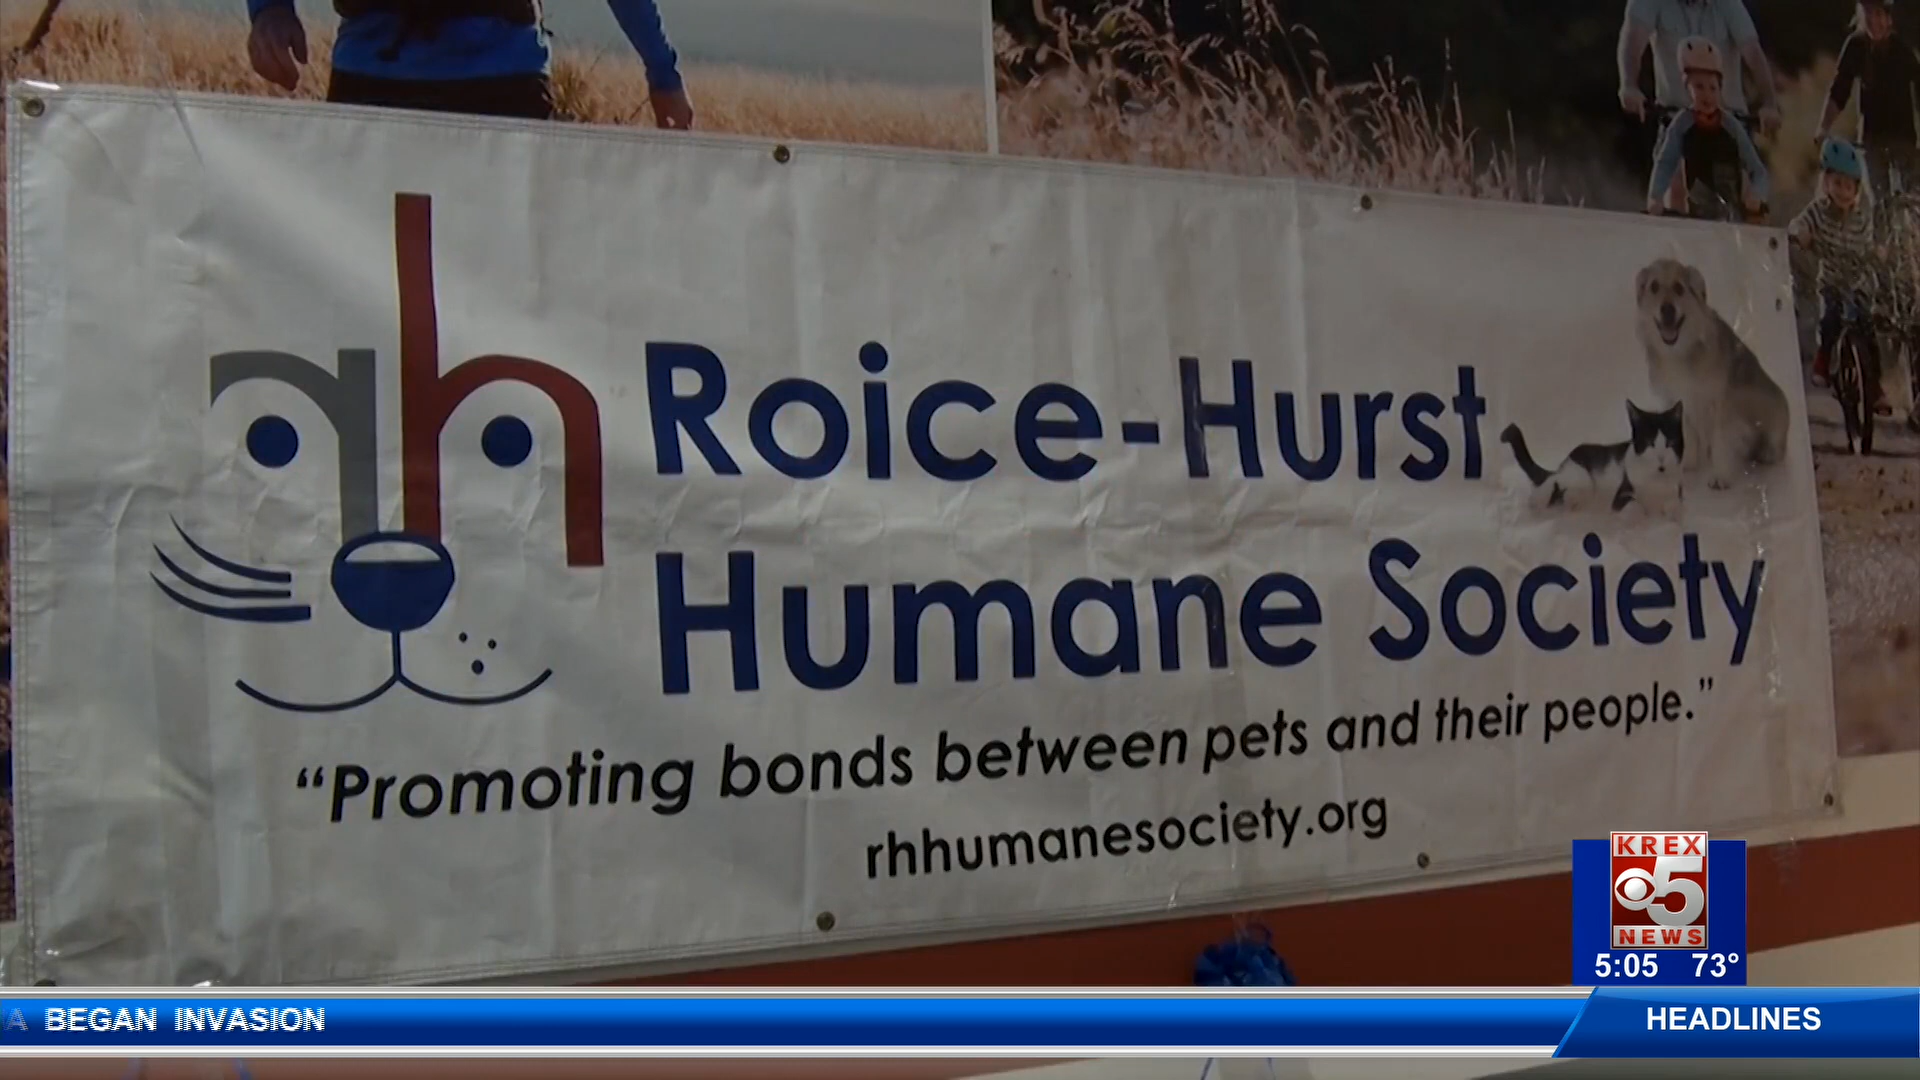 rh Roice-Hurst
Humane Society
“Promoting bonds between pets and their people.”
rhhumanesociety.org
KREX
5
NEWS
5:05 73°
BEGAN INVASION
HEADLINES